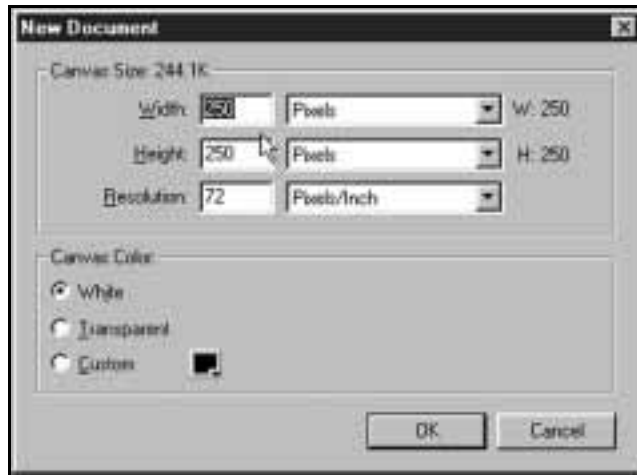 New Document
Canvas Size: 244.1K
Width: 250 Pixels W: 250
Height: 250 Pixels H: 250
Resolution: 72 Pixels/Inch
Canvas Color:
White
Transparent
Custom
OK Cancel